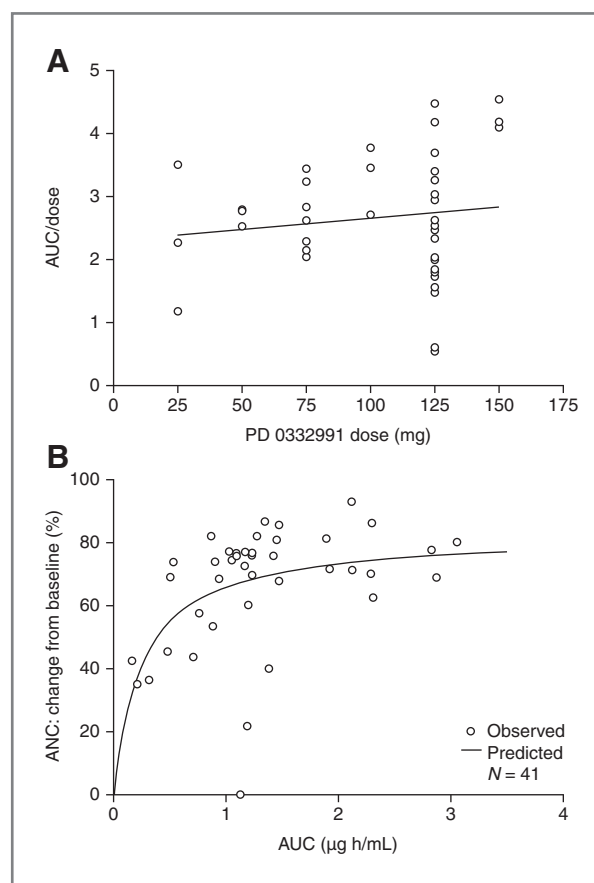 A
5
4
3
2
1
0
AUC/dose
0 25 50 75 100 125 150 175
PD 0332991 dose (mg)
B
100
80
60
40
20
0
ANC: change from baseline (%)
Observed
Predicted
N = 41
0 1 2 3 4
AUC (μg h/mL)